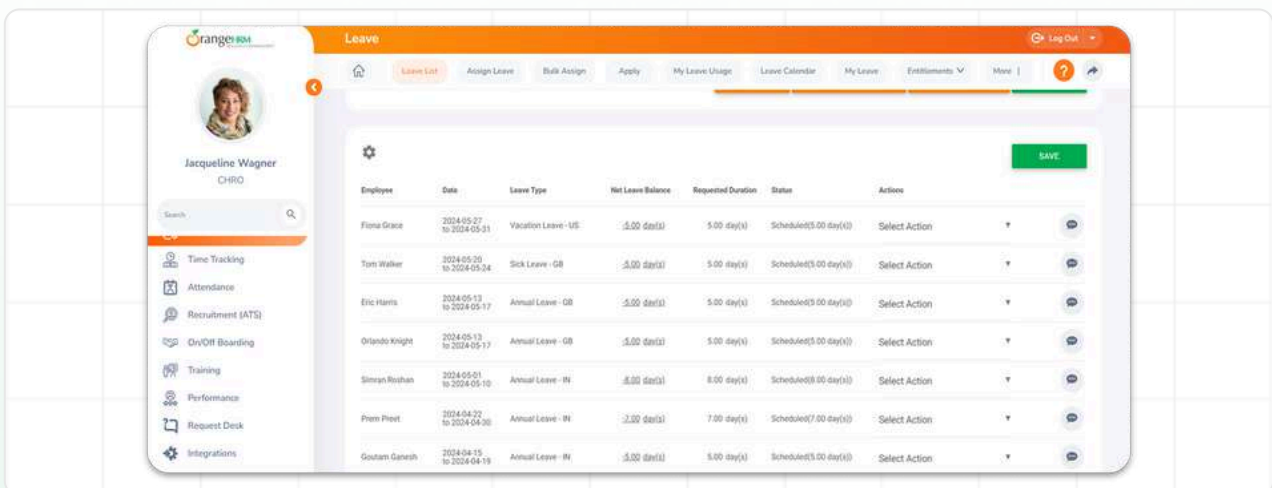 OrangeHRM
Leave
Log Out
Leave List Assign Leave Bulk Assign Apply My Leave Usage Leave Calendar My Leave Entitlements More
?
Jacqueline Wagner
CHRO
Search
Time Tracking
Attendance
Recruitment (ATS)
On/Off Boarding
Training
Performance
Request Desk
Integrations
SAVE
Employee Date Leave Type Net Leave Balance Requested Duration Status Actions
Fiona Grace 2024-05-27 to 2024-05-31 Vacation Leave - US -5.00 day(s) 5.00 day(s) Scheduled(5.00 day(s)) Select Action
Tom Walker 2024-05-20 to 2024-05-24 Sick Leave - GB -5.00 day(s) 5.00 day(s) Scheduled(5.00 day(s)) Select Action
Eric Harris 2024-05-13 to 2024-05-17 Annual Leave - GB -5.00 day(s) 5.00 day(s) Scheduled(5.00 day(s)) Select Action
Orlando Knight 2024-05-13 to 2024-05-17 Annual Leave - GB -5.00 day(s) 5.00 day(s) Scheduled(5.00 day(s)) Select Action
Simran Roshan 2024-05-01 to 2024-05-10 Annual Leave - IN -8.00 day(s) 8.00 day(s) Scheduled(8.00 day(s)) Select Action
Prem Preet 2024-04-22 to 2024-04-30 Annual Leave - IN -7.00 day(s) 7.00 day(s) Scheduled(7.00 day(s)) Select Action
Goutam Ganesh 2024-04-15 to 2024-04-19 Annual Leave - IN -5.00 day(s) 5.00 day(s) Scheduled(5.00 day(s)) Select Action